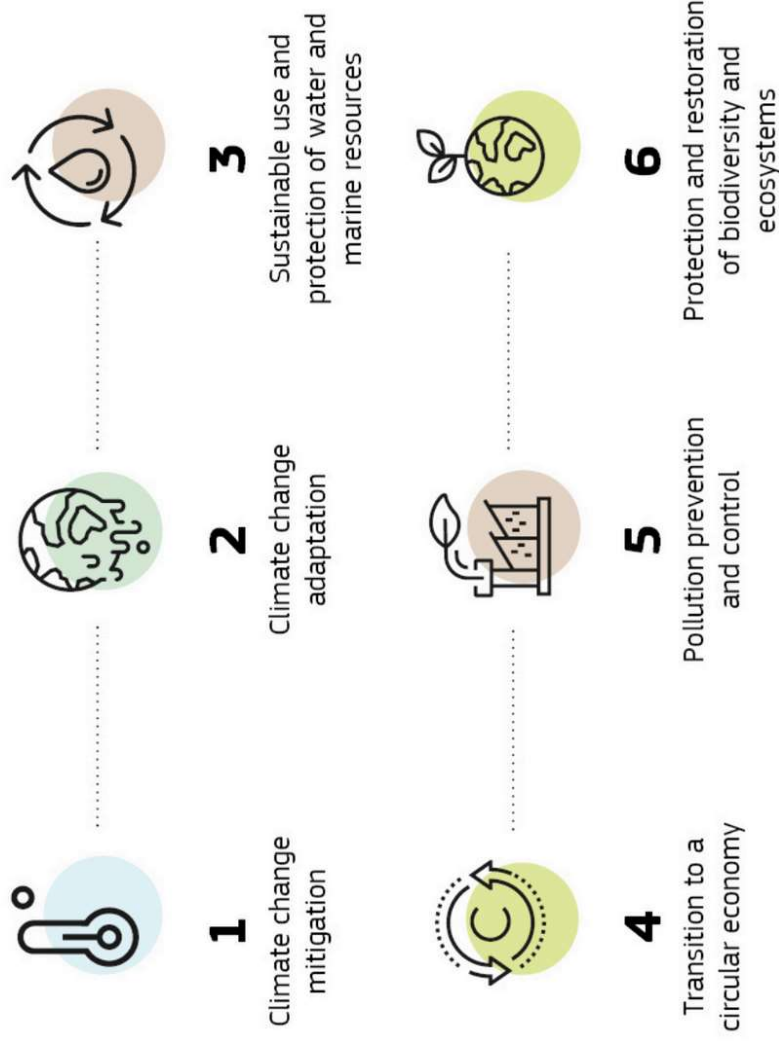 1
Climate change
mitigation
2
Climate change
adaptation
3
Sustainable use and
protection of water and
marine resources
4
Transition to a
circular economy
5
Pollution prevention
and control
6
Protection and restoration
of biodiversity and
ecosystems